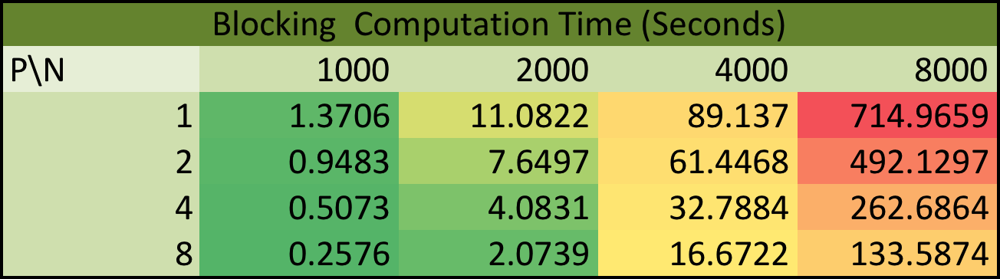 Blocking  Computation Time (Seconds)
P\N 1000 2000 4000 8000
1 1.3706 11.0822 89.137 714.9659
2 0.9483 7.6497 61.4468 492.1297
4 0.5073 4.0831 32.7884 262.6864
8 0.2576 2.0739 16.6722 133.5874